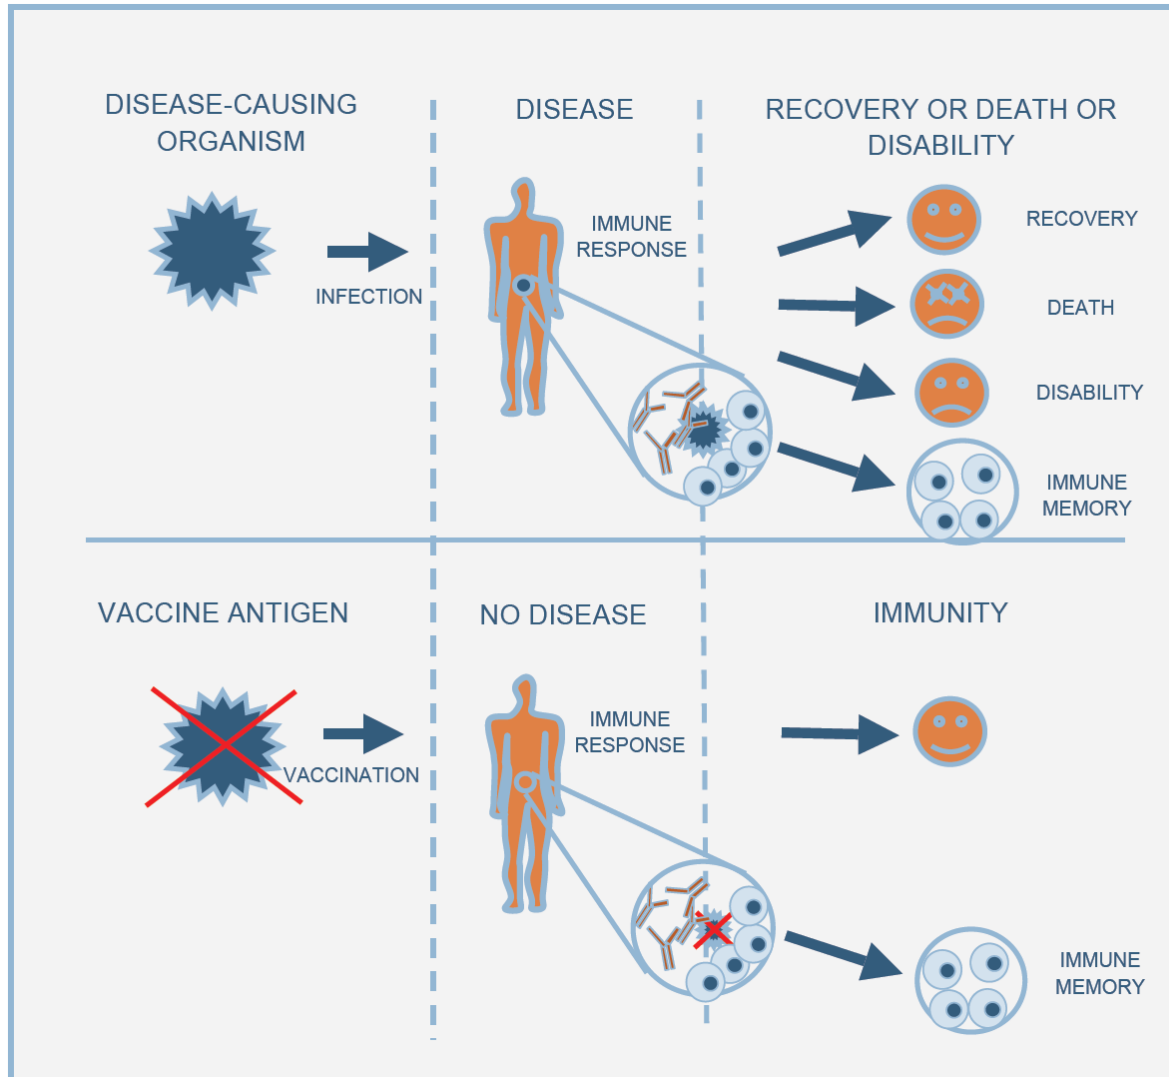 DISEASE-CAUSING
ORGANISM
DISEASE
RECOVERY OR DEATH OR
DISABILITY
INFECTION
IMMUNE
RESPONSE
RECOVERY
DEATH
DISABILITY
IMMUNE
MEMORY
VACCINE ANTIGEN
NO DISEASE
IMMUNITY
VACCINATION
IMMUNE
RESPONSE
IMMUNE
MEMORY